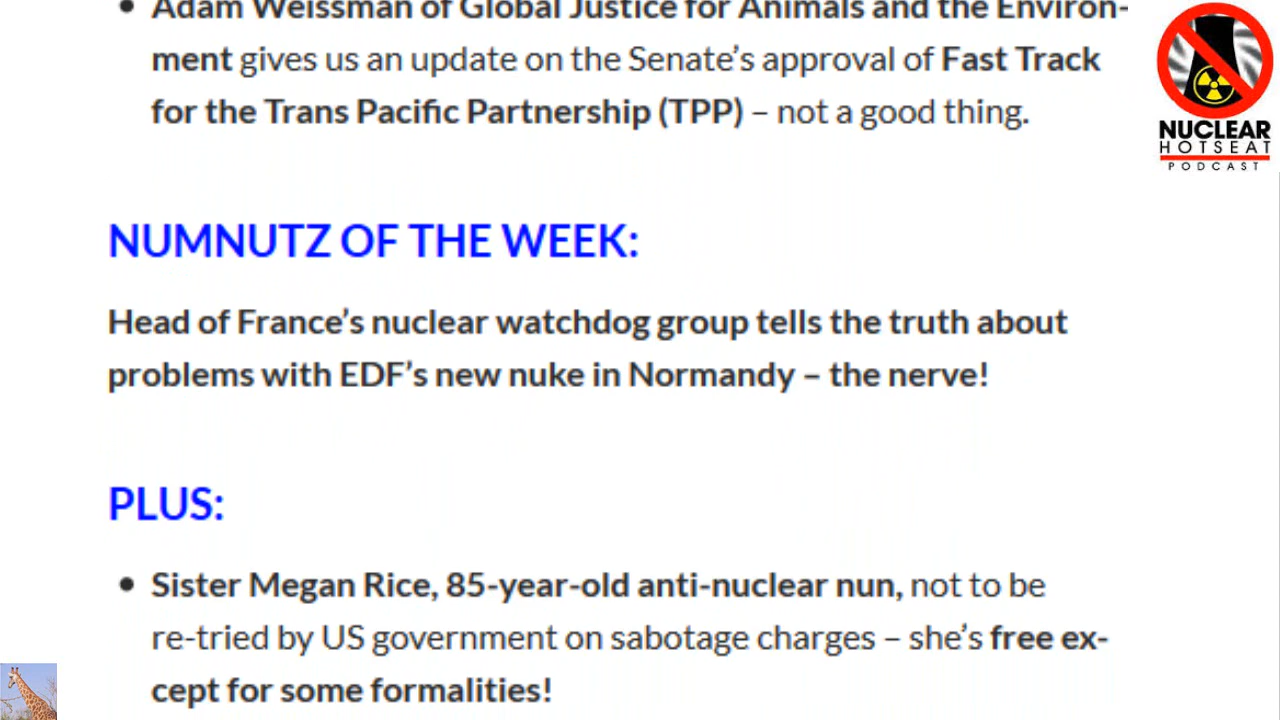 • Adam Weissman of Global Justice for Animals and the Environ-
ment gives us an update on the Senate’s approval of Fast Track
for the Trans Pacific Partnership (TPP) – not a good thing.
NUCLEAR
HOTSEAT
PODCAST
NUMNUTZ OF THE WEEK:
Head of France’s nuclear watchdog group tells the truth about
problems with EDF’s new nuke in Normandy – the nerve!
PLUS:
• Sister Megan Rice, 85-year-old anti-nuclear nun, not to be
re-tried by US government on sabotage charges – she’s free ex-
cept for some formalities!